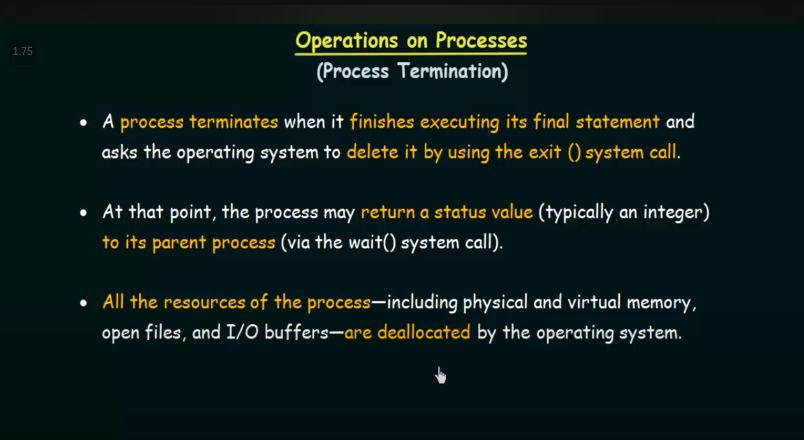 1.75
Operations on Processes
(Process Termination)
• A process terminates when it finishes executing its final statement and
asks the operating system to delete it by using the exit () system call.
• At that point, the process may return a status value (typically an integer)
to its parent process (via the wait() system call).
• All the resources of the process—including physical and virtual memory,
open files, and I/O buffers—are deallocated by the operating system.